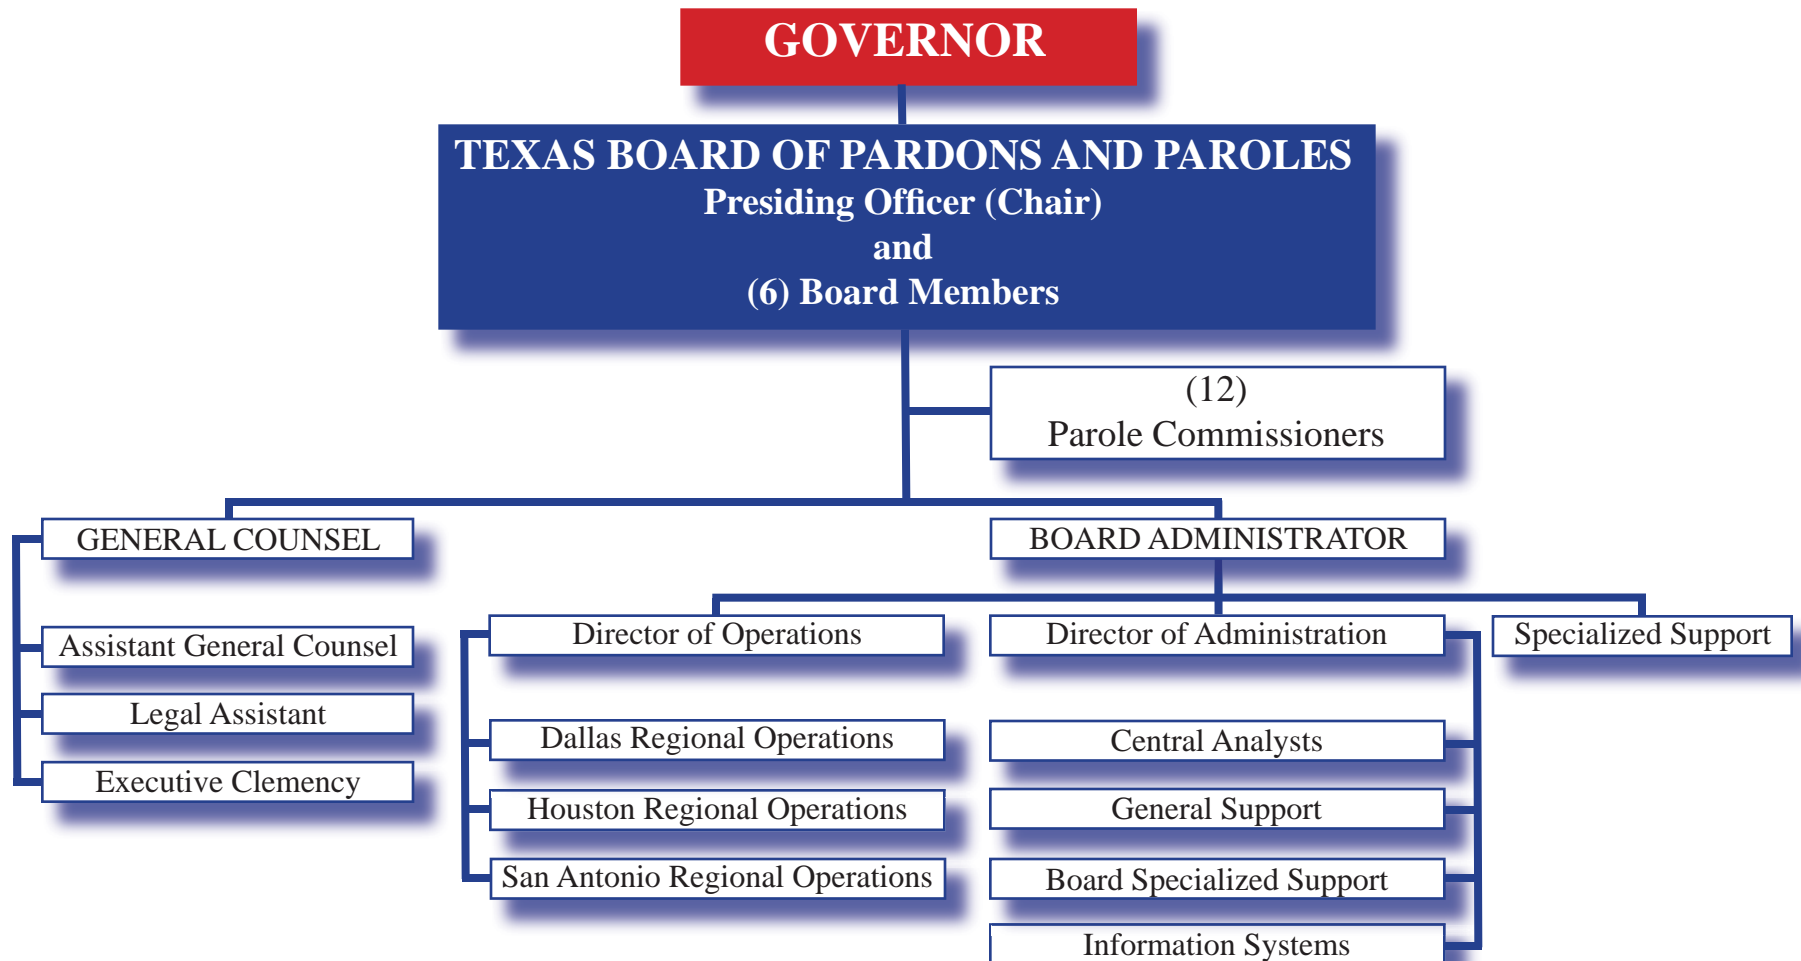 GOVERNOR
TEXAS BOARD OF PARDONS AND PAROLES
Presiding Officer (Chair)
and
(6) Board Members
(12)
Parole Commissioners
GENERAL COUNSEL
BOARD ADMINISTRATOR
Assistant General Counsel
Legal Assistant
Executive Clemency
Director of Operations
Dallas Regional Operations
Houston Regional Operations
San Antonio Regional Operations
Director of Administration
Central Analysts
General Support
Board Specialized Support
Information Systems
Specialized Support